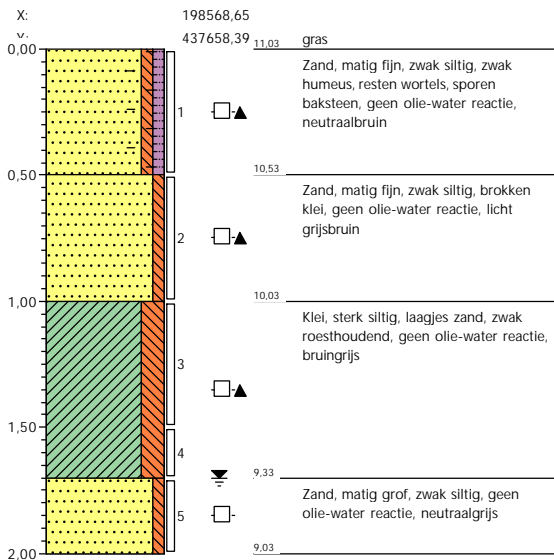 X: 198568,65
Y: 437658,39
0,00
11,03 gras
Zand, matig fijn, zwak siltig, zwak
humeus, resten wortels, sporen
baksteen, geen olie-water reactie,
neutraalbruin
1
0,50
10,53
Zand, matig fijn, zwak siltig, brokken
klei, geen olie-water reactie, licht
grijsbruin
2
1,00
10,03
Klei, sterk siltig, laagjes zand, zwak
roesthoudend, geen olie-water reactie,
bruingrijs
3
1,50
4
9,33
Zand, matig grof, zwak siltig, geen
olie-water reactie, neutraalgrijs
5
2,00
9,03